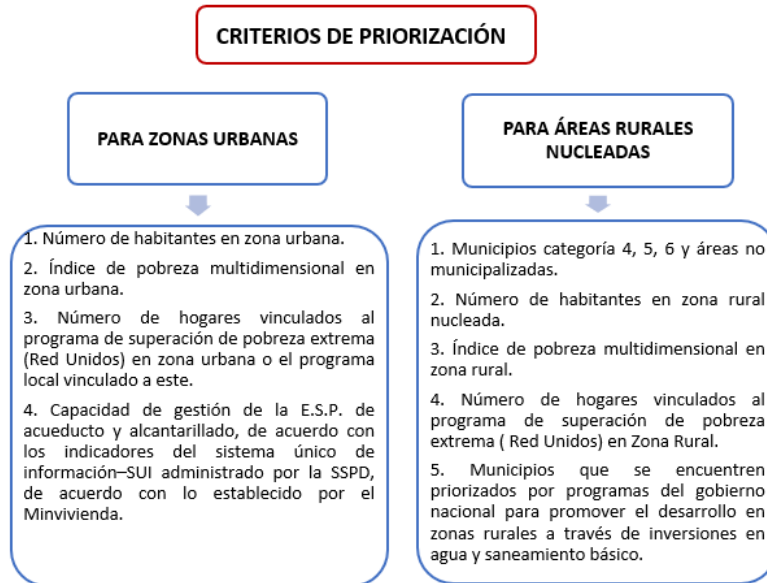 CRITERIOS DE PRIORIZACIÓN
PARA ZONAS URBANAS
1. Número de habitantes en zona urbana.
2. Índice de pobreza multidimensional en
zona urbana.
3. Número de hogares vinculados al
programa de superación de pobreza extrema
(Red Unidos) en zona urbana o el programa
local vinculado a este.
4. Capacidad de gestión de la E.S.P. de
acueducto y alcantarillado, de acuerdo con
los indicadores del sistema único de
información–SUI administrado por la SSPD,
de acuerdo con lo establecido por el
Minvivienda.
PARA ÁREAS RURALES
NUCLEADAS
1. Municipios categoría 4, 5, 6 y áreas no
municipalizadas.
2. Número de habitantes en zona rural
nucleada.
3. Índice de pobreza multidimensional en
zona rural.
4. Número de hogares vinculados al
programa de superación de pobreza
extrema ( Red Unidos) en Zona Rural.
5. Municipios que se encuentren
priorizados por programas del gobierno
nacional para promover el desarrollo en
zonas rurales a través de inversiones en
agua y saneamiento básico.